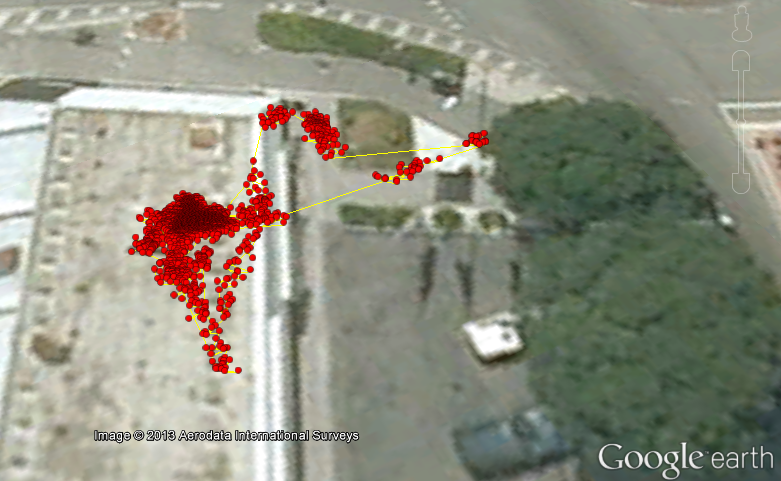 Image © 2013 Aerodata International Surveys
Google earth